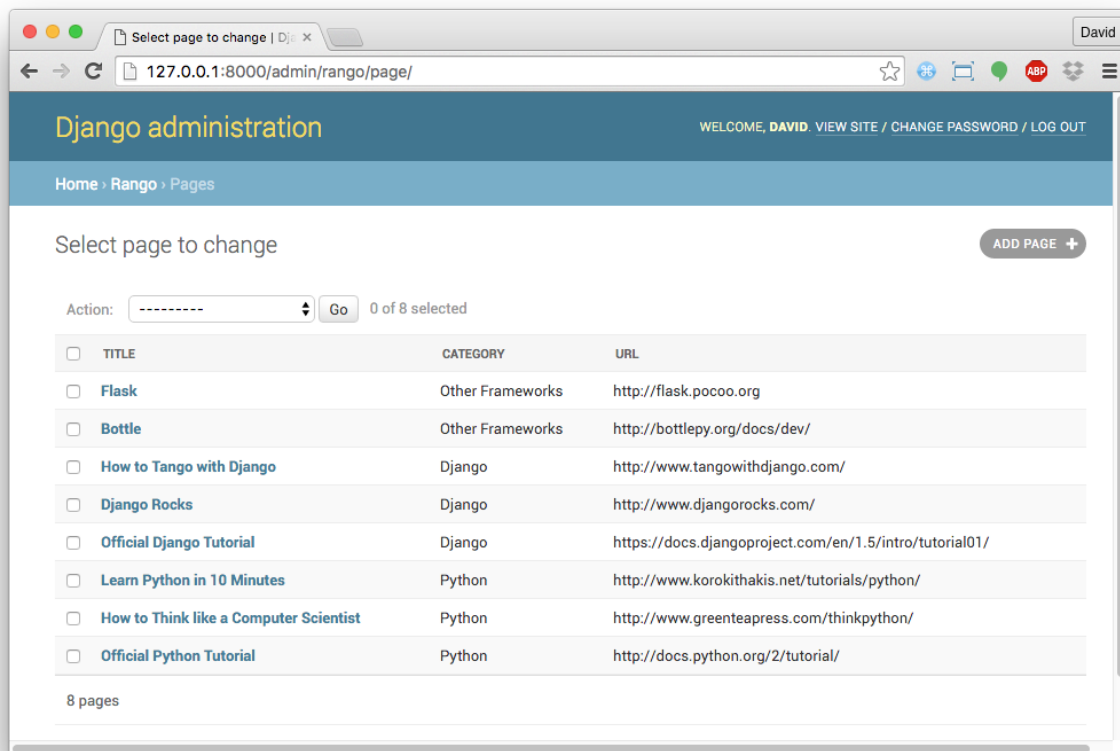 Select page to change | Dja
David
127.0.0.1:8000/admin/rango/page/
ABP
Django administration
WELCOME, DAVID. VIEW SITE / CHANGE PASSWORD / LOG OUT
Home › Rango › Pages
Select page to change
ADD PAGE +
Action: --------- Go 0 of 8 selected
TITLE CATEGORY URL
Flask Other Frameworks http://flask.pocoo.org
Bottle Other Frameworks http://bottlepy.org/docs/dev/
How to Tango with Django Django http://www.tangowithdjango.com/
Django Rocks Django http://www.djangorocks.com/
Official Django Tutorial Django https://docs.djangoproject.com/en/1.5/intro/tutorial01/
Learn Python in 10 Minutes Python http://www.korokithakis.net/tutorials/python/
How to Think like a Computer Scientist Python http://www.greenteapress.com/thinkpython/
Official Python Tutorial Python http://docs.python.org/2/tutorial/
8 pages